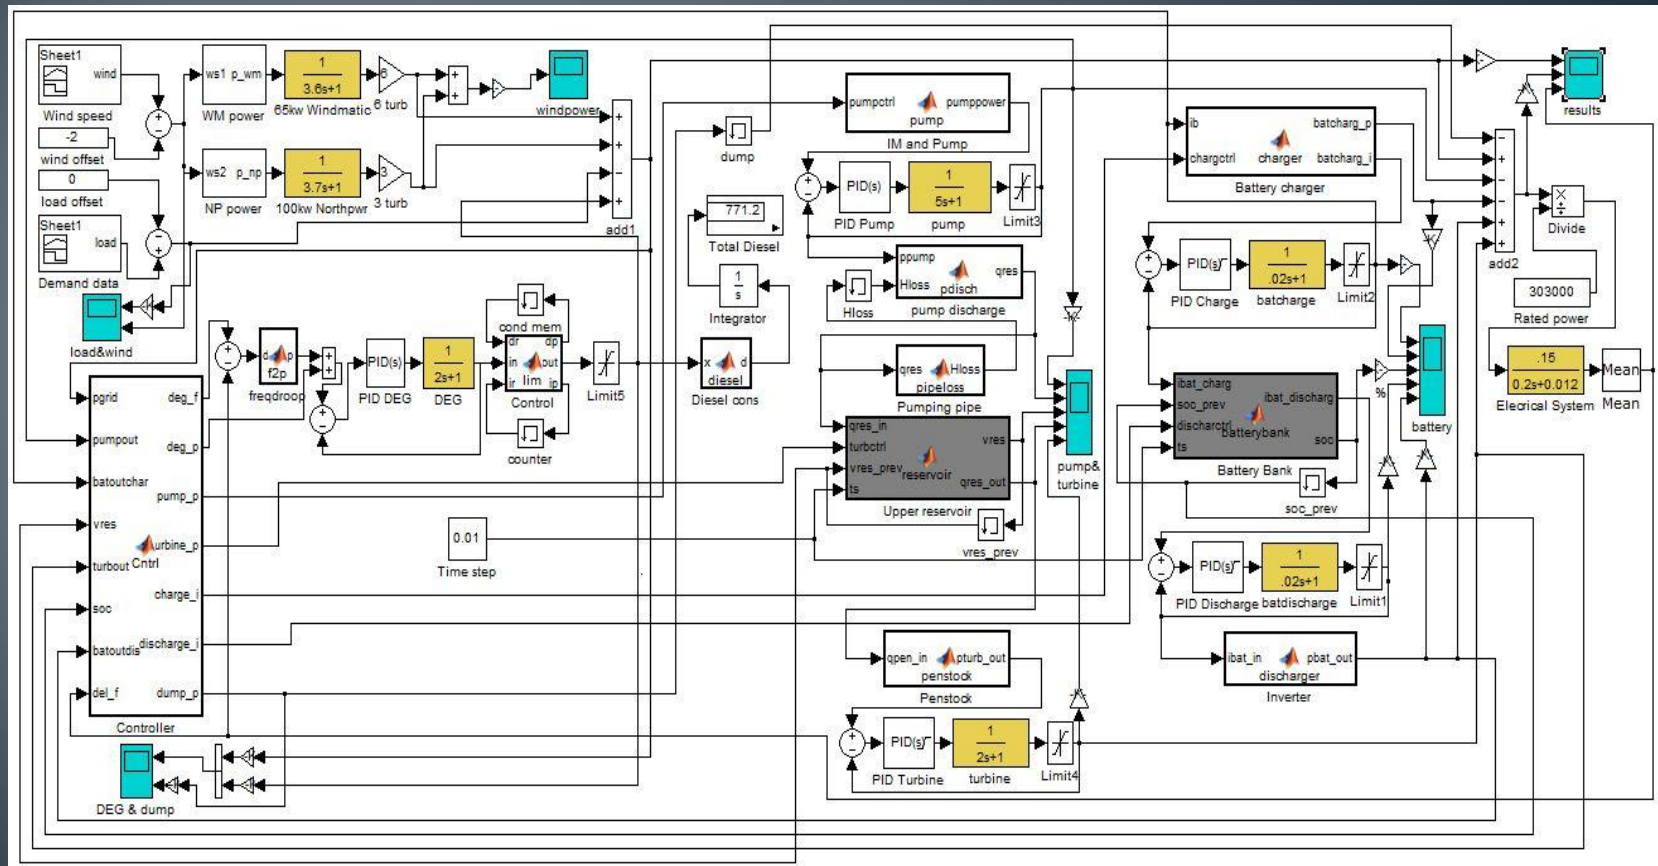 Sheet1
wind
Wind speed
-2
wind offset
0
load offset
Sheet1
load
Demand data
load&wind
ws1 p_wm
WM power
1
3.6s+1
65kw Windmatic
6
6 turb
windpower
ws2 p_np
NP power
1
3.7s+1
100kw Northpwr
3
3 turb
add1
dump
771.2
Total Diesel
1
s
Integrator
x d
diesel
Diesel cons
f2p
freqdroop
PID(s)
PID DEG
1
2s+1
DEG
cond mem
dr dp
in out
ir lim ip
Control
counter
Limit5
pgrid
pumpout
batoutchar
vres
turbout
soc
batoutdis
del_f
deg_f
deg_p
pump_p
urbine_p
Cntrl
charge_i
discharge_i
dump_p
Controller
DEG & dump
0.01
Time step
pumpctrl pumppower
pump
IM and Pump
PID(s)
PID Pump
1
5s+1
pump
Limit3
ppump
Hloss
qres
pdisch
pump discharge
Hloss
qres Hloss
pipeloss
Pumping pipe
qres_in
turbctrl
vres_prev
ts
vres
reservoir
qres_out
Upper reservoir
vres_prev
pump&
turbine
qpen_in pturb_out
penstock
Penstock
PID(s)
PID Turbine
1
2s+1
turbine
Limit4
ib
chargctrl
batcharg_p
batcharg_i
charger
Battery charger
PID(s)
PID Charge
1
.02s+1
batcharge
Limit2
ibat_charg
soc_prev
discharctrl
ts
ibat_discharg
batterybank
soc
Battery Bank
soc_prev
%
battery
PID(s)
PID Discharge
1
.02s+1
batdischarge
Limit1
ibat_in pbat_out
discharger
Inverter
add2
results
×
÷
Divide
303000
Rated power
.15
0.2s+0.012
Elecrical System
Mean
Mean